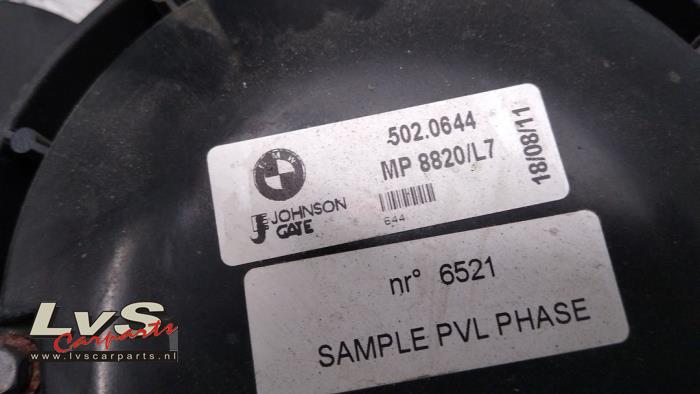 BMW
502.0644
MP 8820/L7
18/08/11
JOHNSON
GATE
644
nr° 6521
SAMPLE PVL PHASE
LvS
Carparts
www.lvscarparts.nl